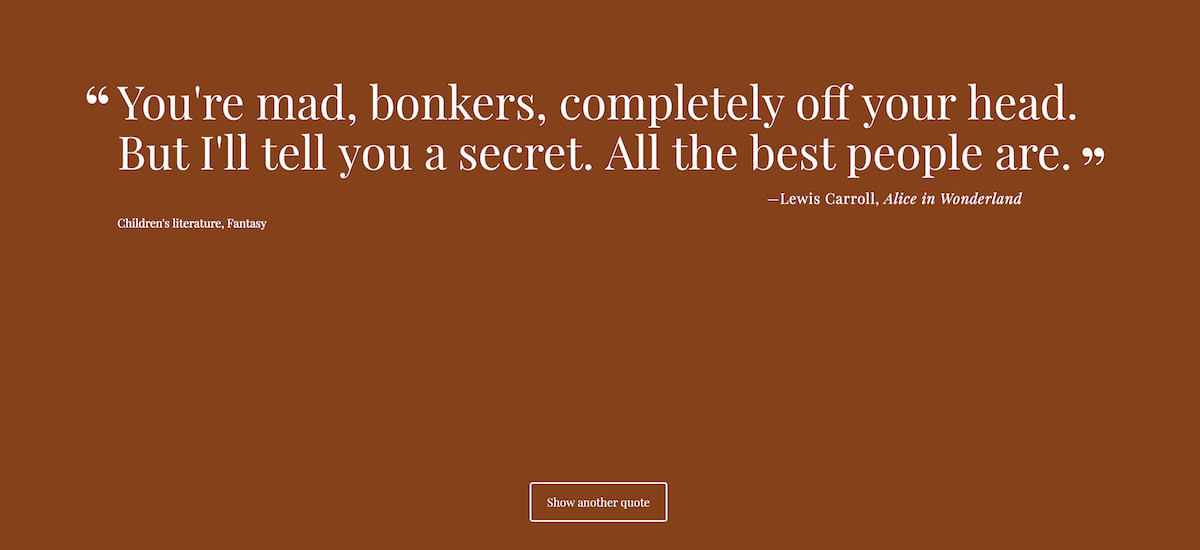 “ You're mad, bonkers, completely off your head.
But I'll tell you a secret. All the best people are. ”
—Lewis Carroll, Alice in Wonderland
Children's literature, Fantasy
Show another quote